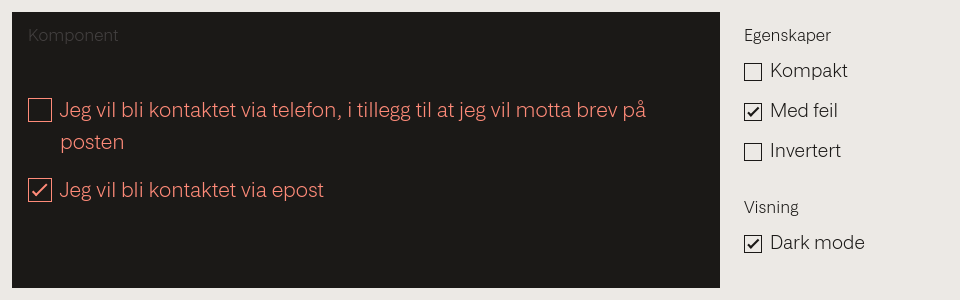 Komponent
Jeg vil bli kontaktet via telefon, i tillegg til at jeg vil motta brev på
posten
Jeg vil bli kontaktet via epost
Egenskaper
Kompakt
Med feil
Invertert
Visning
Dark mode